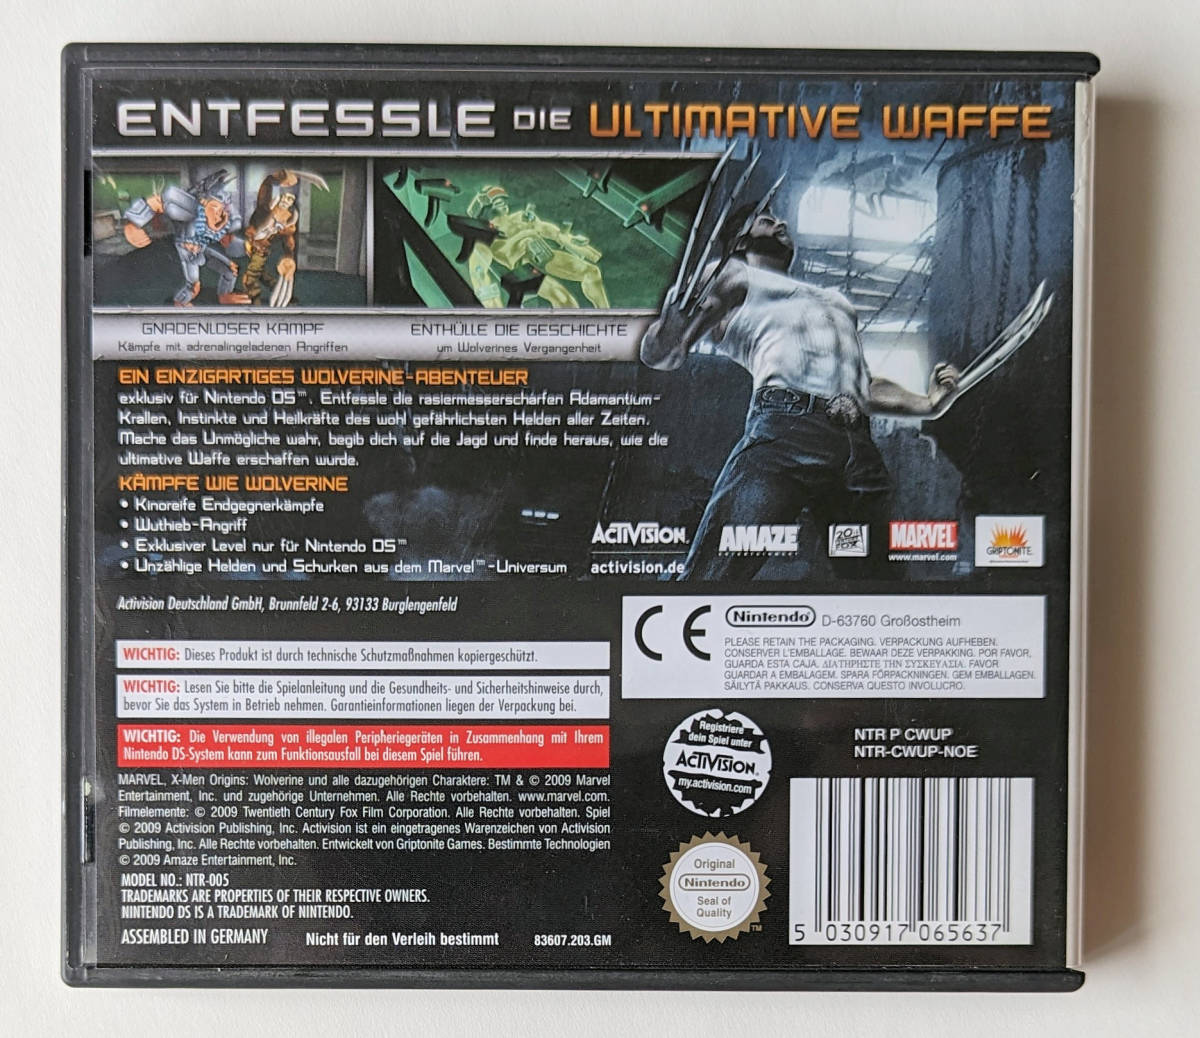 ENTFESSLE DIE ULTIMATIVE WAFFE
GNADENLOSER KAMPF
Kämpfe mit adrenalingeladenen Angriffen
ENTHÜLLE DIE GESCHICHTE
um Wolverines Vergangenheit
EIN EINZIGARTIGES WOLVERINE-ABENTEUER
exklusiv für Nintendo DS™. Entfessle die rasiermesserscharfen Adamantium-
Krallen, Instinkte und Heilkräfte des wohl gefährlichsten Helden aller Zeiten.
Mache das Unmögliche wahr, begib dich auf die Jagd und finde heraus, wie die
ultimative Waffe erschaffen wurde.
KÄMPFE WIE WOLVERINE
• Kinoreife Endgegnerkämpfe
• Wuthieb-Angriff
• Exklusiver Level nur für Nintendo DS™
• Unzählige Helden und Schurken aus dem Marvel™-Universum
ACTIVISION.
activision.de
AMAZE
20th CENTURY FOX
MARVEL
www.marvel.com
GRIPTONITE
Activision Deutschland GmbH, Brunnfeld 2-6, 93133 Burglengenfeld
CE
Nintendo® D-63760 Großostheim
PLEASE RETAIN THE PACKAGING. VERPACKUNG AUFHEBEN.
CONSERVER L'EMBALLAGE. BEWAAR DEZE VERPAKKING. POR FAVOR,
GUARDA ESTA CAJA. ΔΙΑΤΗΡΗΣΤΕ ΤΗΝ ΣΥΣΚΕΥΑΣΙΑ. FAVOR
GUARDAR A EMBALAGEM. SPARA FÖRPACKNINGEN. GEM EMBALLAGEN.
SÄILYTÄ PAKKAUS. CONSERVA QUESTO INVOLUCRO.
WICHTIG: Dieses Produkt ist durch technische Schutzmaßnahmen kopiergeschützt.
WICHTIG: Lesen Sie bitte die Spielanleitung und die Gesundheits- und Sicherheitshinweise durch,
bevor Sie das System in Betrieb nehmen. Garantieinformationen liegen der Verpackung bei.
WICHTIG: Die Verwendung von illegalen Peripheriegeräten in Zusammenhang mit Ihrem
Nintendo DS-System kann zum Funktionsausfall bei diesem Spiel führen.
MARVEL, X-Men Origins: Wolverine und alle dazugehörigen Charaktere: TM & © 2009 Marvel
Entertainment, Inc. und zugehörige Unternehmen. Alle Rechte vorbehalten. www.marvel.com.
Filmelemente: © 2009 Twentieth Century Fox Film Corporation. Alle Rechte vorbehalten. Spiel
© 2009 Activision Publishing, Inc. Activision ist ein eingetragenes Warenzeichen von Activision
Publishing, Inc. Alle Rechte vorbehalten. Entwickelt von Griptonite Games. Bestimmte Technologien
© 2009 Amaze Entertainment, Inc.
MODEL NO.: NTR-005
TRADEMARKS ARE PROPERTIES OF THEIR RESPECTIVE OWNERS.
NINTENDO DS IS A TRADEMARK OF NINTENDO.
ASSEMBLED IN GERMANY
Nicht für den Verleih bestimmt
83607.203.GM
Registriere
dein Spiel unter
ACTIVISION.
my.activision.com
Original
Nintendo
Seal of
Quality
TM
NTR P CWUP
NTR-CWUP-NOE
5 030917 065637